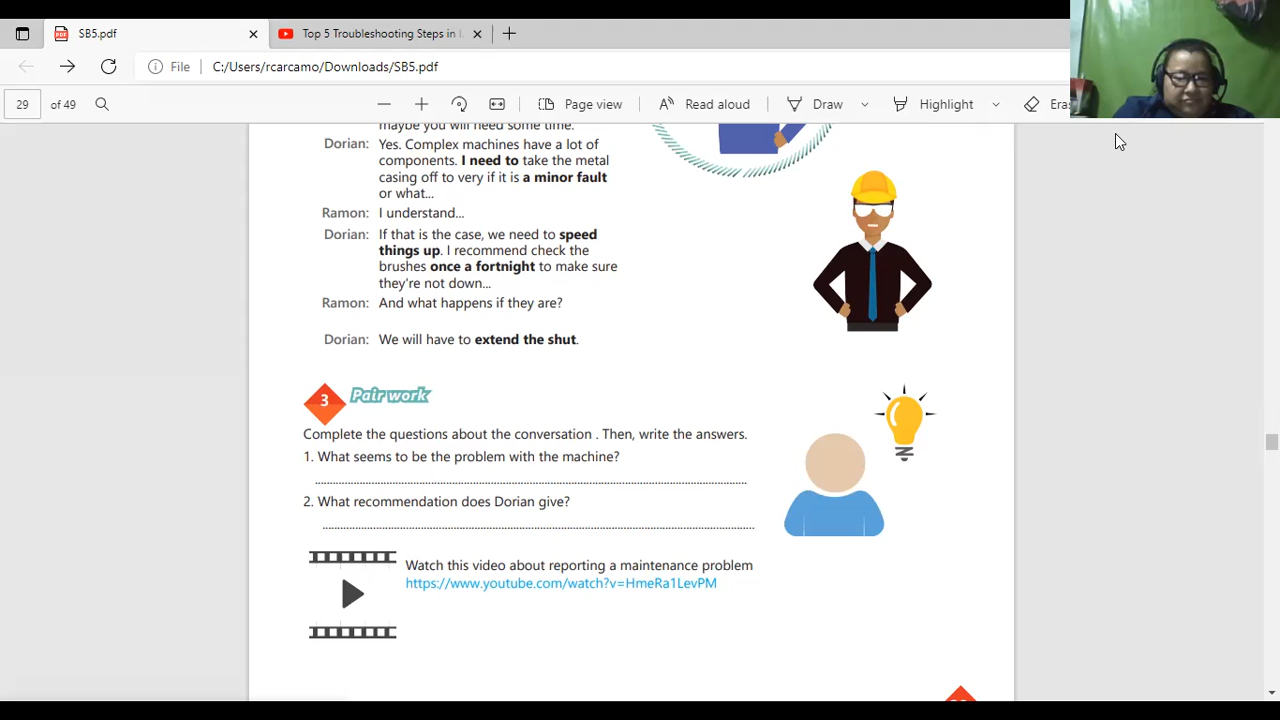 SB5.pdf
Top 5 Troubleshooting Steps in I
File
C:/Users/rcarcamo/Downloads/SB5.pdf
29 of 49
Page view
Read aloud
Draw
Highlight
Eras
maybe you will need some time.
Dorian: Yes. Complex machines have a lot of
components. I need to take the metal
casing off to very if it is a minor fault
or what...
Ramon: I understand...
Dorian: If that is the case, we need to speed
things up. I recommend check the
brushes once a fortnight to make sure
they're not down...
Ramon: And what happens if they are?
Dorian: We will have to extend the shut.
3 Pair work
Complete the questions about the conversation . Then, write the answers.
1. What seems to be the problem with the machine?
2. What recommendation does Dorian give?
Watch this video about reporting a maintenance problem
https://www.youtube.com/watch?v=HmeRa1LevPM